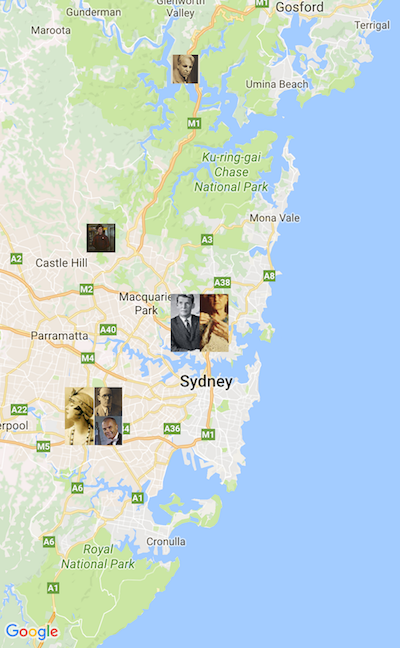 Glenworth
Valley
M1
Gosford
Gunderman
Maroota
Terrigal
Umina Beach
M1
Ku-ring-gai
Chase
National Park
Mona Vale
A3
A2
Castle Hill
A8
A38
M2
Macquarie
Park
A40
Parramatta
M4
Sydney
A22
erpool
A36
M1
M5
A6
A1
A6
Cronulla
Royal
National Park
A1
Google